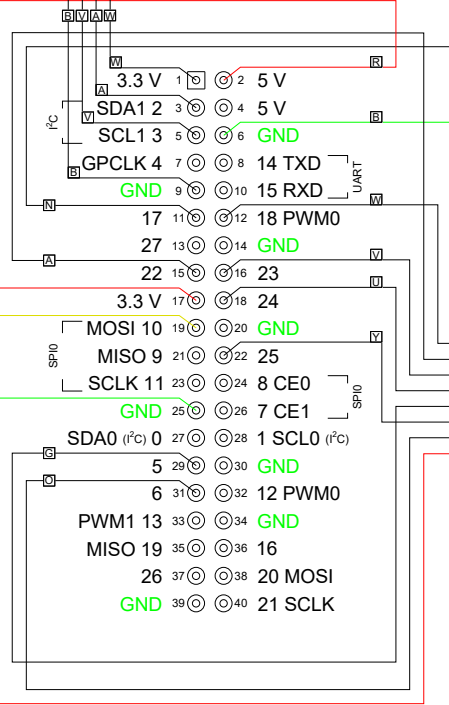 B V A W
W
R
3.3 V 1 2 5 V
A
SDA1 2 3 4 5 V
I²C
V
B
SCL1 3 5 6 GND
GPCLK 4 7 8 14 TXD
UART
B
GND 9 10 15 RXD
N
W
17 11 12 18 PWM0
27 13 14 GND
V
A
22 15 16 23
U
3.3 V 17 18 24
MOSI 10 19 20 GND
Y
SPI0
MISO 9 21 22 25
SCLK 11 23 24 8 CE0
SPI0
GND 25 26 7 CE1
SDA0 (I²C) 0 27 28 1 SCL0 (I²C)
G
5 29 30 GND
O
6 31 32 12 PWM0
PWM1 13 33 34 GND
MISO 19 35 36 16
26 37 38 20 MOSI
GND 39 40 21 SCLK